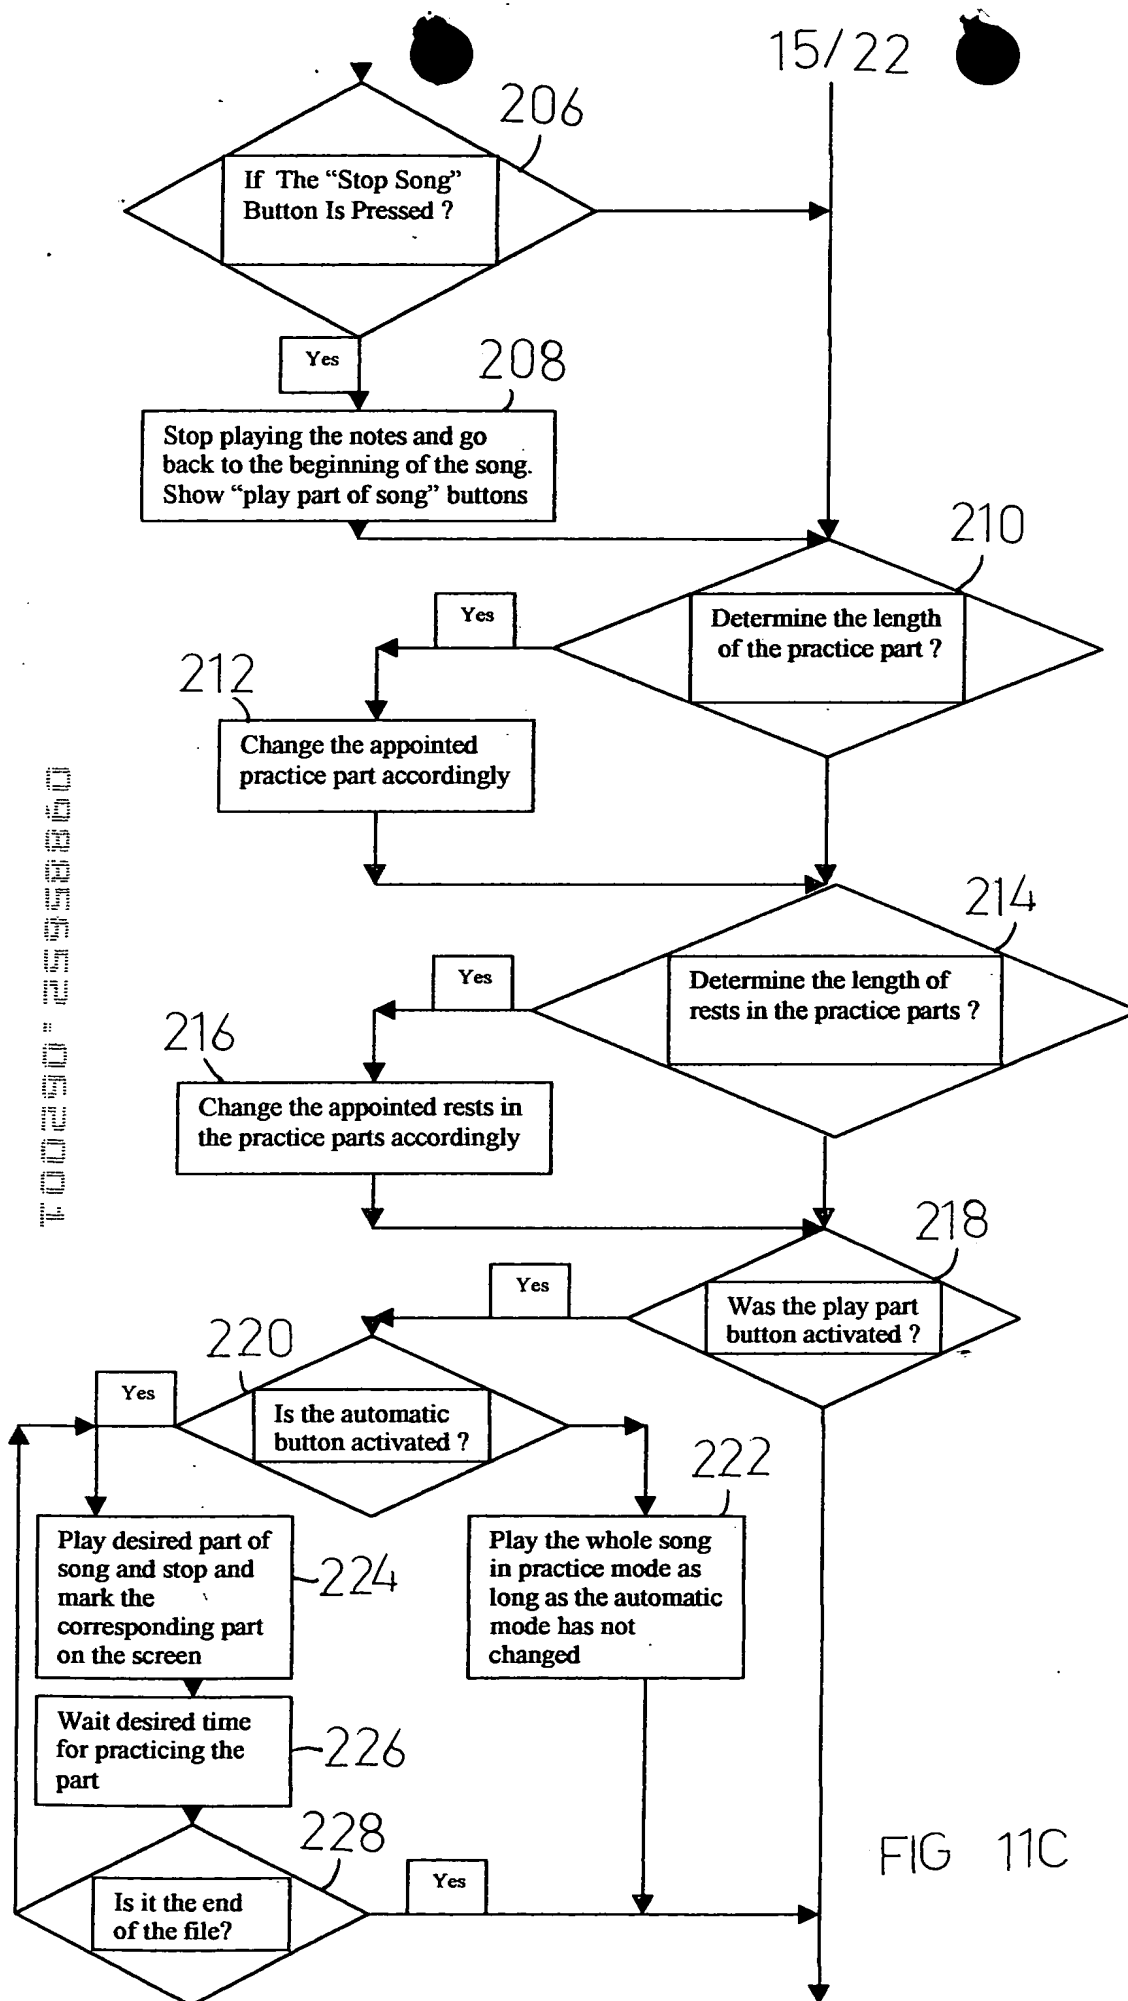 15/22
206
If The “Stop Song”
Button Is Pressed ?
Yes
208
Stop playing the notes and go
back to the beginning of the song.
Show “play part of song” buttons
210
Determine the length
of the practice part ?
Yes
212
Change the appointed
practice part accordingly
214
Determine the length of
rests in the practice parts ?
Yes
216
Change the appointed rests in
the practice parts accordingly
218
Was the play part
button activated ?
Yes
220
Is the automatic
button activated ?
Yes
222
Play the whole song
in practice mode as
long as the automatic
mode has not
changed
Play desired part of
song and stop and
mark the
corresponding part
on the screen
224
Wait desired time
for practicing the
part
226
228
Is it the end
of the file?
Yes
FIG 11C
09885652.062001